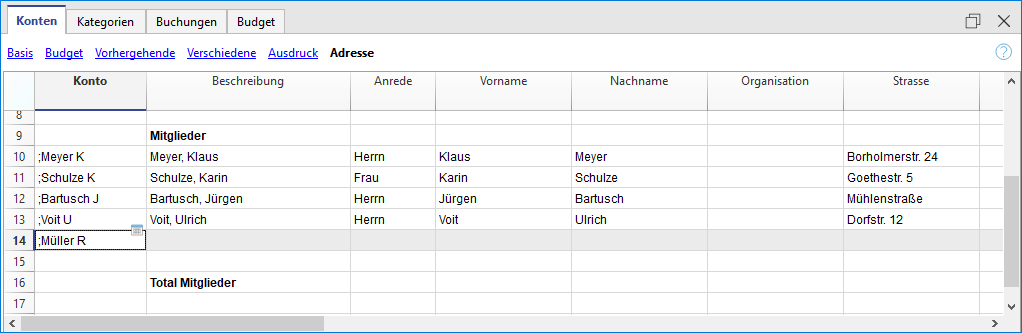 Konten Kategorien Buchungen Budget
Basis Budget Vorhergehende Verschiedene Ausdruck Adresse ?
Konto Beschreibung Anrede Vorname Nachname Organisation Strasse
8
9 Mitglieder
10 ;Meyer K Meyer, Klaus Herrn Klaus Meyer Borholmerstr. 24
11 ;Schulze K Schulze, Karin Frau Karin Schulze Goethestr. 5
12 ;Bartusch J Bartusch, Jürgen Herrn Jürgen Bartusch Mühlenstraße
13 ;Voit U Voit, Ulrich Herrn Voit Ulrich Dorfstr. 12
14 ;Müller R
15
16 Total Mitglieder
17